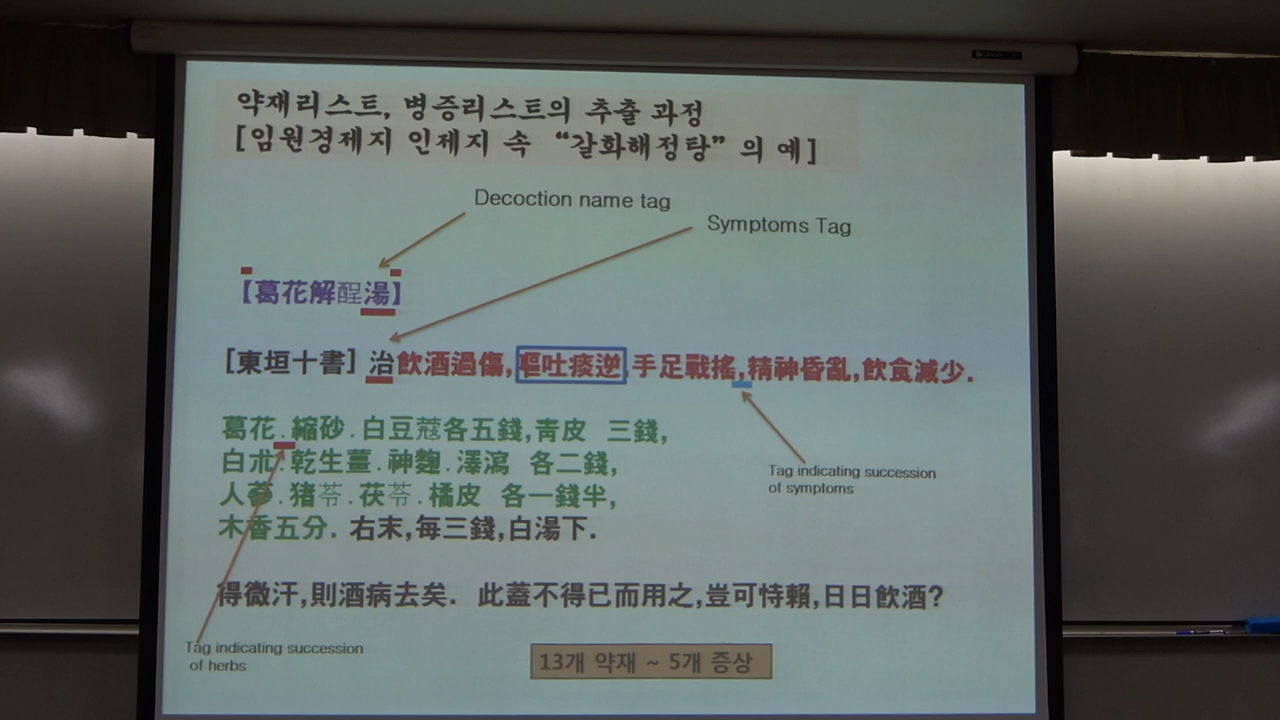 약재리스트, 병증리스트의 추출 과정
[임원경제지 인제지 속 “갈화해정탕” 의 예]
Decoction name tag
Symptoms Tag
【葛花解酲湯】
[東垣十書] 治飮酒過傷,嘔吐痰逆,手足戰搖,精神昏亂,飮食減少.
葛花.縮砂.白豆蔻各五錢,靑皮 三錢,
白朮.乾生薑.神麴.澤瀉 各二錢,
人蔘.猪苓.茯苓.橘皮 各一錢半,
木香五分. 右末,每三錢,白湯下.
Tag indicating succession
of symptoms
得微汗,則酒病去矣. 此蓋不得已而用之,豈可恃賴,日日飮酒?
Tag indicating succession
of herbs
13개 약재 ~ 5개 증상